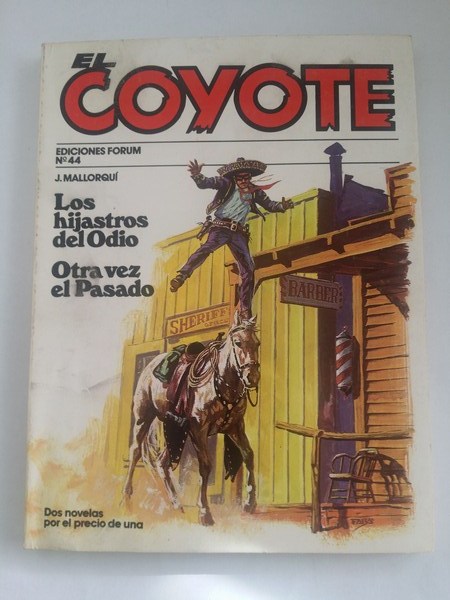 EL
COYOTE
EDICIONES FORUM
Nº 44
J. MALLORQUÍ
Los
hijastros
del Odio
Otra vez
el Pasado
SHERIFF
BARBER
Dos novelas
por el precio de una